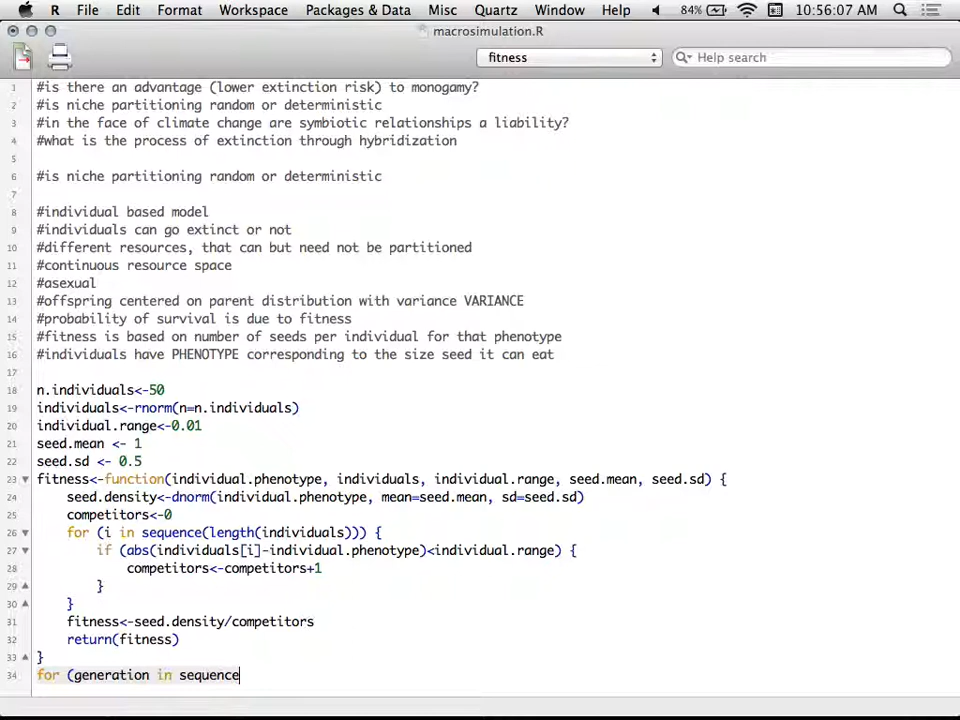 R File Edit Format Workspace Packages & Data Misc Quartz Window Help 84% 10:56:07 AM
macrosimulation.R
fitness Help search
1 #is there an advantage (lower extinction risk) to monogamy?
2 #is niche partitioning random or deterministic
3 #in the face of climate change are symbiotic relationships a liability?
4 #what is the process of extinction through hybridization
5
6 #is niche partitioning random or deterministic
7
8 #individual based model
9 #individuals can go extinct or not
10 #different resources, that can but need not be partitioned
11 #continuous resource space
12 #asexual
13 #offspring centered on parent distribution with variance VARIANCE
14 #probability of survival is due to fitness
15 #fitness is based on number of seeds per individual for that phenotype
16 #individuals have PHENOTYPE corresponding to the size seed it can eat
17
18 n.individuals<-50
19 individuals<-rnorm(n=n.individuals)
20 individual.range<-0.01
21 seed.mean <- 1
22 seed.sd <- 0.5
23 fitness<-function(individual.phenotype, individuals, individual.range, seed.mean, seed.sd) {
24 seed.density<-dnorm(individual.phenotype, mean=seed.mean, sd=seed.sd)
25 competitors<-0
26 for (i in sequence(length(individuals))) {
27 if (abs(individuals[i]-individual.phenotype)<individual.range) {
28 competitors<-competitors+1
29 }
30 }
31 fitness<-seed.density/competitors
32 return(fitness)
33 }
34 for (generation in sequence